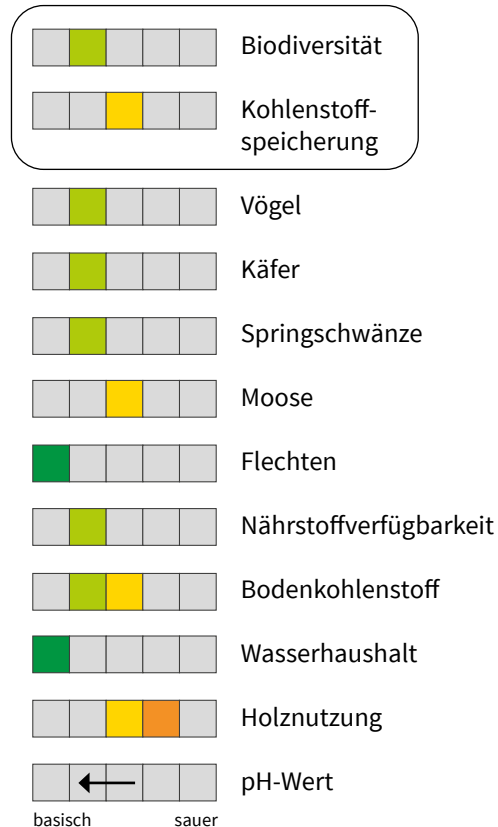 Biodiversität
Kohlenstoff-
speicherung
Vögel
Käfer
Springschwänze
Moose
Flechten
Nährstoffverfügbarkeit
Bodenkohlenstoff
Wasserhaushalt
Holznutzung
pH-Wert
basisch sauer